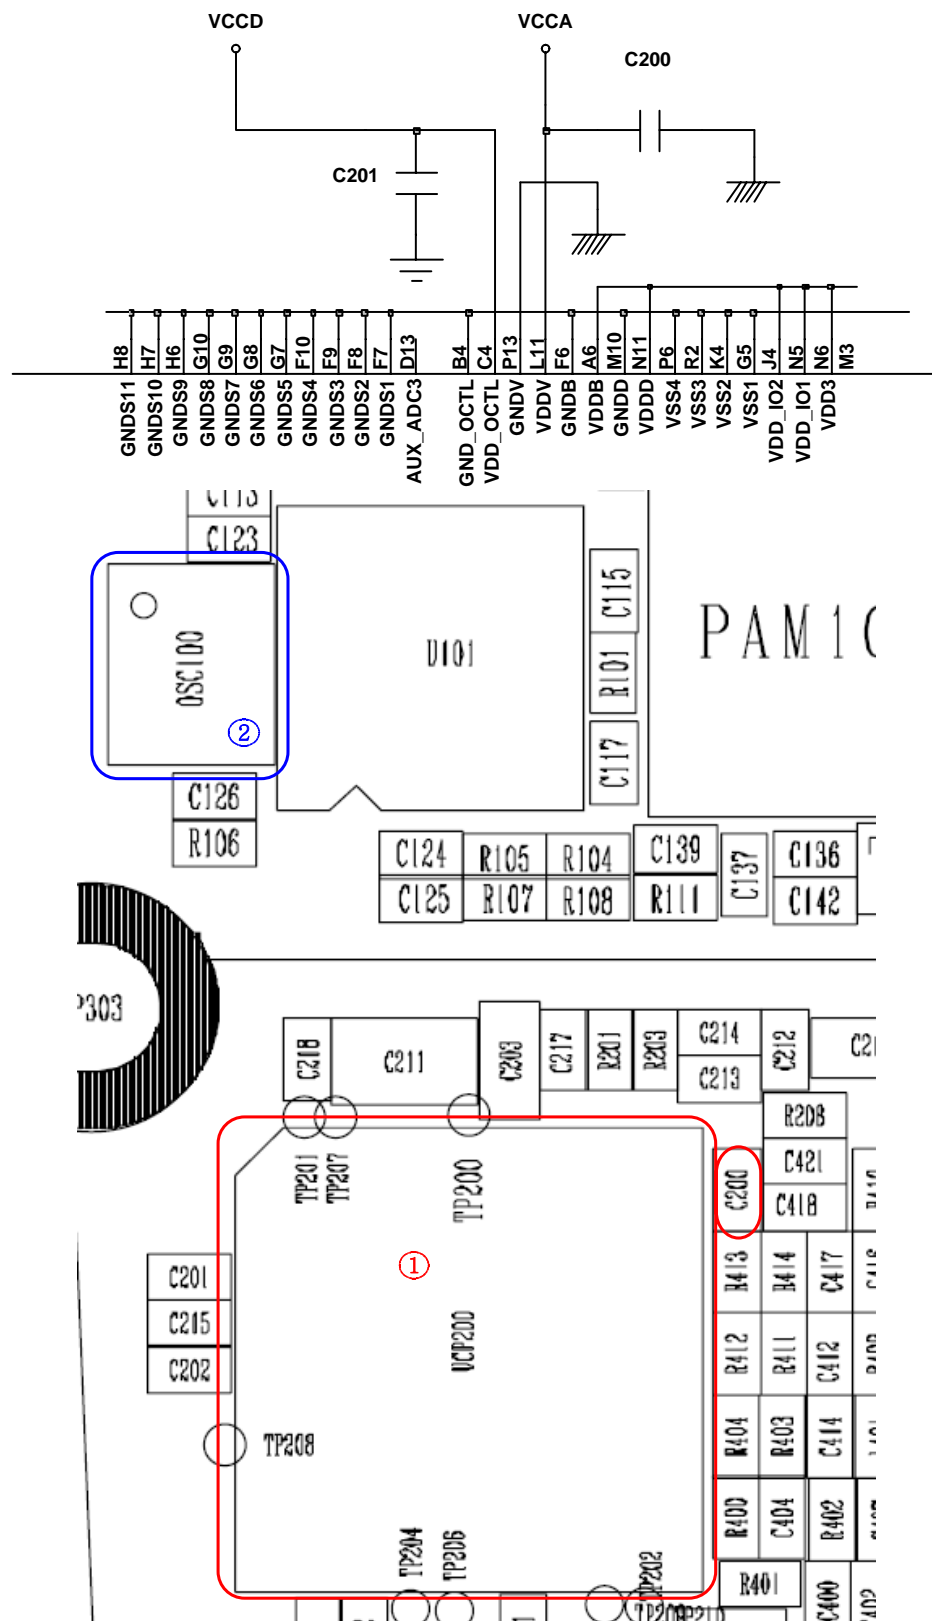 VCCD VCCA
C200
C201
H8 H7 H6 G10 G9 G8 G7 F10 F9 F8 F7 D13 B4 C4 P13 L11 F6 A6 M10 N11 P6 R2 K4 G5 J4 N5 N6 M3
GNDS11 GNDS10 GNDS9 GNDS8 GNDS7 GNDS6 GNDS5 GNDS4 GNDS3 GNDS2 GNDS1 AUX_ADC3 GND_OCTL VDD_OCTL GNDV VDDV GNDB VDDB GNDD VDDD VSS4 VSS3 VSS2 VSS1 VDD_IO2 VDD_IO1 VDD3
C123
OSC100
②
U101
C115
R101
C117
PAM1
C126
R106
C124 R105 R104 C139 C137 C136
C125 R107 R108 R111 C142
P303
C218 C211 C203 C217 R201 R203 C214 C212 C21
C213
R208
TP201 TP207 TP200 C200 C421
C418
①
C201 R413 R414 C417 C416
C215
C202
UCP200
R412 R411 C412
TP208
R404 R403 C414
TP204 TP206 TP202 R400 C404 R402
R401
C400